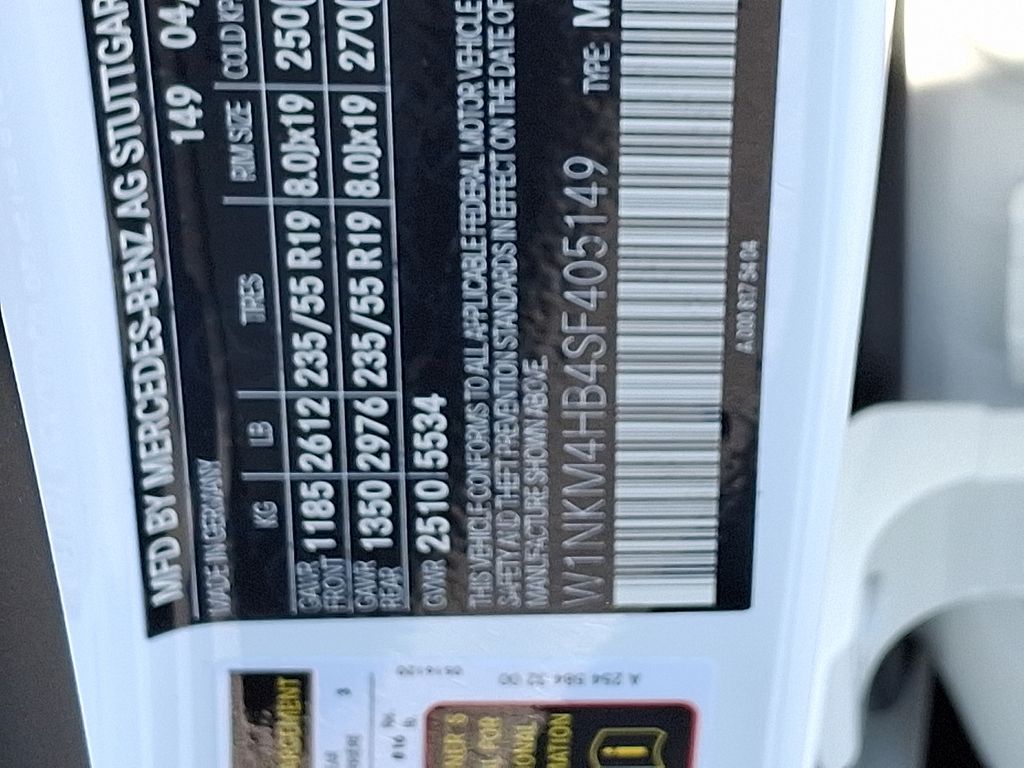 MFD BY MERCEDES-BENZ AG STUTTGAR
MADE IN GERMANY 149 04
KG LB TIRES RIM SIZE COLD KP
GAWR FRONT 1185 2612 235/55 R19 8.0Jx19 250
GAWR REAR 1350 2976 235/55 R19 8.0Jx19 270
GVWR 2510 5534
THIS VEHICLE CONFORMS TO ALL APPLICABLE FEDERAL MOTOR VEHICLE
SAFETY AND THEFT PREVENTION STANDARDS IN EFFECT ON THE DATE OF
MANUFACTURE SHOWN ABOVE.
W1NKM4HB4SF405149 TYPE: M
A 000 817 54 04
A 254 584 32 00